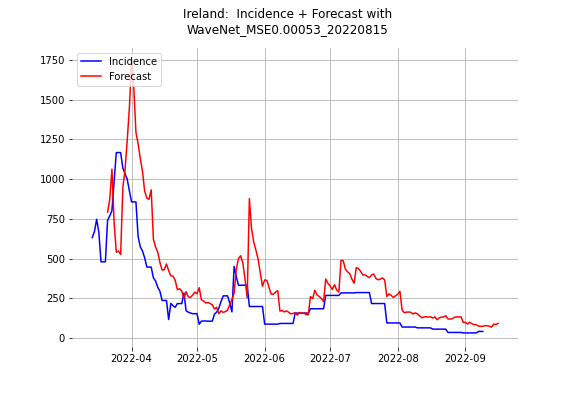 Ireland:  Incidence + Forecast with
WaveNet_MSE0.00053_20220815
Incidence
Forecast
1750
1500
1250
1000
750
500
250
0
2022-04 2022-05 2022-06 2022-07 2022-08 2022-09